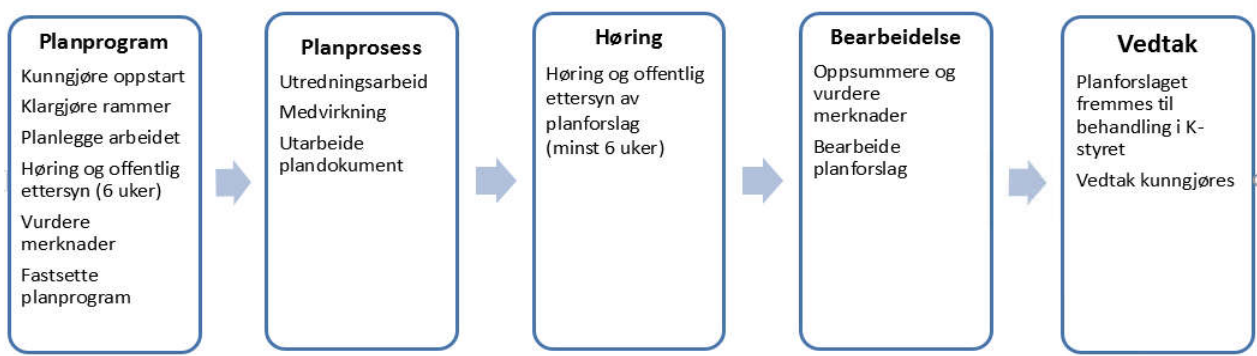 Planprogram
Kunngjøre oppstart
Klargjøre rammer
Planlegge arbeidet
Høring og offentlig
ettersyn (6 uker)
Vurdere
merknader
Fastsette
planprogram
Planprosess
Utredningsarbeid
Medvirkning
Utarbeide
plandokument
Høring
Høring og offentlig
ettersyn av
planforslag
(minst 6 uker)
Bearbeidelse
Oppsummere og
vurdere
merknader
Bearbeide
planforslag
Vedtak
Planforslaget
fremmes til
behandling i K-
styret
Vedtak kunngjøres